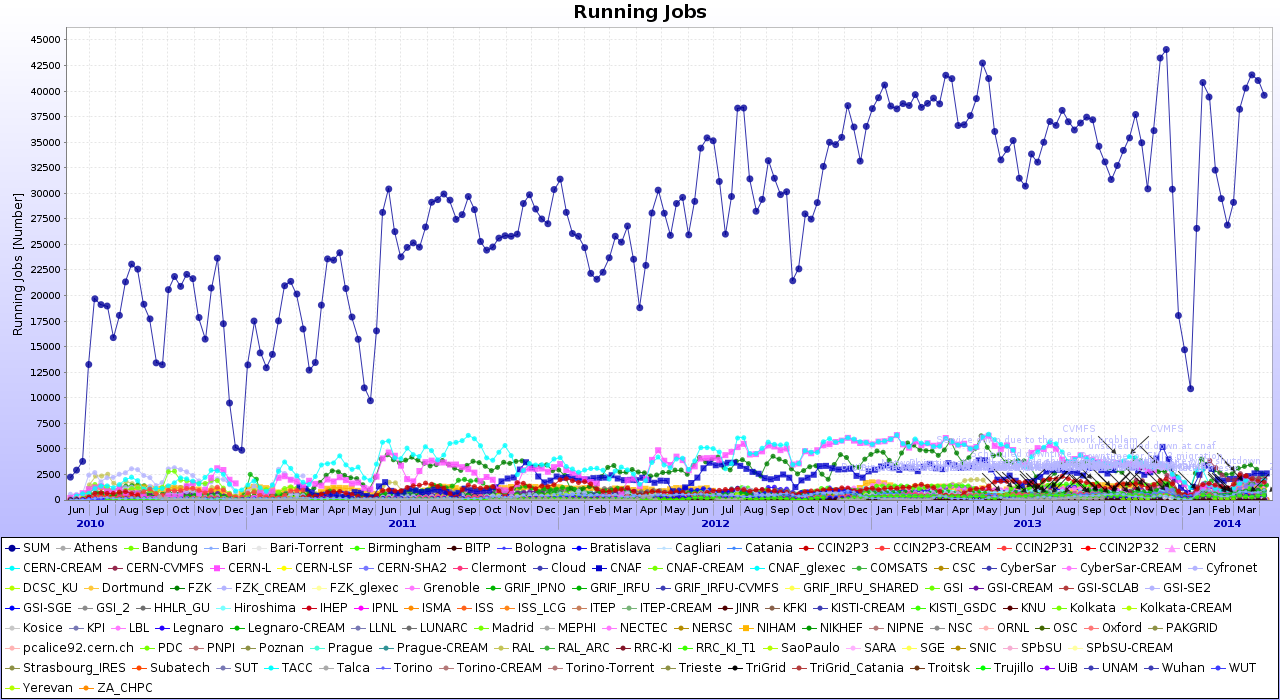 Running Jobs
Running Jobs [Number]
45000
42500
40000
37500
35000
32500
30000
27500
25000
22500
20000
17500
15000
12500
10000
7500
5000
2500
0
CVMFS CVMFS
due to the network problem
at cnaf
Jun Jul Aug Sep Oct Nov Dec Jan Feb Mar Apr May Jun Jul Aug Sep Oct Nov Dec Jan Feb Mar Apr May Jun Jul Aug Sep Oct Nov Dec Jan Feb Mar Apr May Jun Jul Aug Sep Oct Nov Dec Jan Feb Mar
2010 2011 2012 2013 2014
SUM Athens Bandung Bari Bari-Torrent Birmingham BITP Bologna Bratislava Cagliari Catania CCIN2P3 CCIN2P3-CREAM CCIN2P31 CCIN2P32 CERN
CERN-CREAM CERN-CVMFS CERN-L CERN-LSF CERN-SHA2 Clermont Cloud CNAF CNAF-CREAM CNAF_glexec COMSATS CSC CyberSar CyberSar-CREAM Cyfronet
DCSC_KU Dortmund FZK FZK_CREAM FZK_glexec Grenoble GRIF_IPNO GRIF_IRFU GRIF_IRFU-CVMFS GRIF_IRFU_SHARED GSI GSI-CREAM GSI-SCLAB GSI-SE2
GSI-SGE GSI_2 HHLR_GU Hiroshima IHEP IPNL ISMA ISS ISS_LCG ITEP ITEP-CREAM JINR KFKI KISTI-CREAM KISTI_GSDC KNU Kolkata Kolkata-CREAM
Kosice KPI LBL Legnaro Legnaro-CREAM LLNL LUNARC Madrid MEPHI NECTEC NERSC NIHAM NIKHEF NIPNE NSC ORNL OSC Oxford PAKGRID
pcalice92.cern.ch PDC PNPI Poznan Prague Prague-CREAM RAL RAL_ARC RRC-KI RRC_KI_T1 SaoPaulo SARA SGE SNIC SPbSU SPbSU-CREAM
Strasbourg_IRES Subatech SUT TACC Talca Torino Torino-CREAM Torino-Torrent Trieste TriGrid TriGrid_Catania Troitsk Trujillo UiB UNAM Wuhan WUT
Yerevan ZA_CHPC